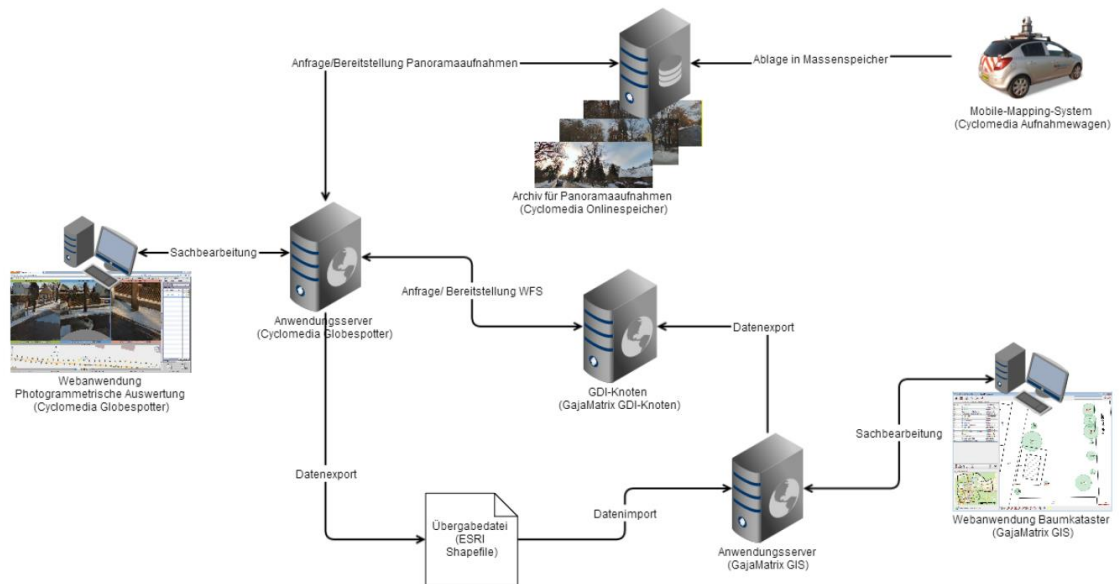 Anfrage/Bereitstellung Panoramaaufnahmen
Ablage in Massenspeicher
Mobile-Mapping-System
(Cyclomedia Aufnahmewagen)
Archiv für Panoramaaufnahmen
(Cyclomedia Onlinespeicher)
Sachbearbeitung
Anfrage/ Bereitstellung WFS
Anwendungsserver
(Cyclomedia Globespotter)
Datenexport
Webanwendung
Photogrammetrische Auswertung
(Cyclomedia Globespotter)
GDI-Knoten
(GajaMatrix GDI-Knoten)
Sachbearbeitung
Datenexport
Übergabedatei
(ESRI
Shapefile)
Datenimport
Anwendungsserver
(GajaMatrix GIS)
Webanwendung Baumkataster
(GajaMatrix GIS)